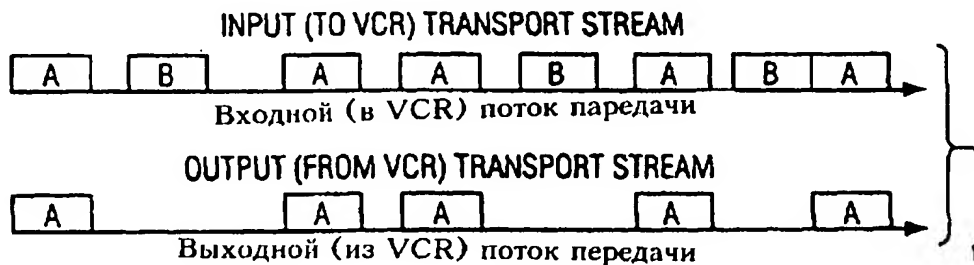 INPUT (TO VCR) TRANSPORT STREAM
A B A A B A B A
Входной (в VCR) поток паредачи
OUTPUT (FROM VCR) TRANSPORT STREAM
A A A A A
Выходной (из VCR) поток передачи